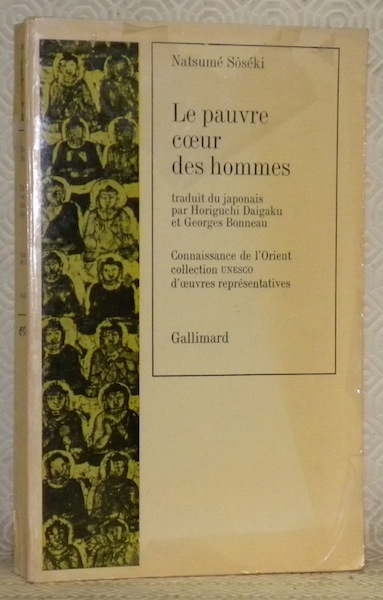 Natsumé Sôséki
Le pauvre
cœur
des hommes
traduit du japonais
par Horiguchi Daigaku
et Georges Bonneau
Connaissance de l'Orient
collection UNESCO
d'œuvres représentatives
Gallimard